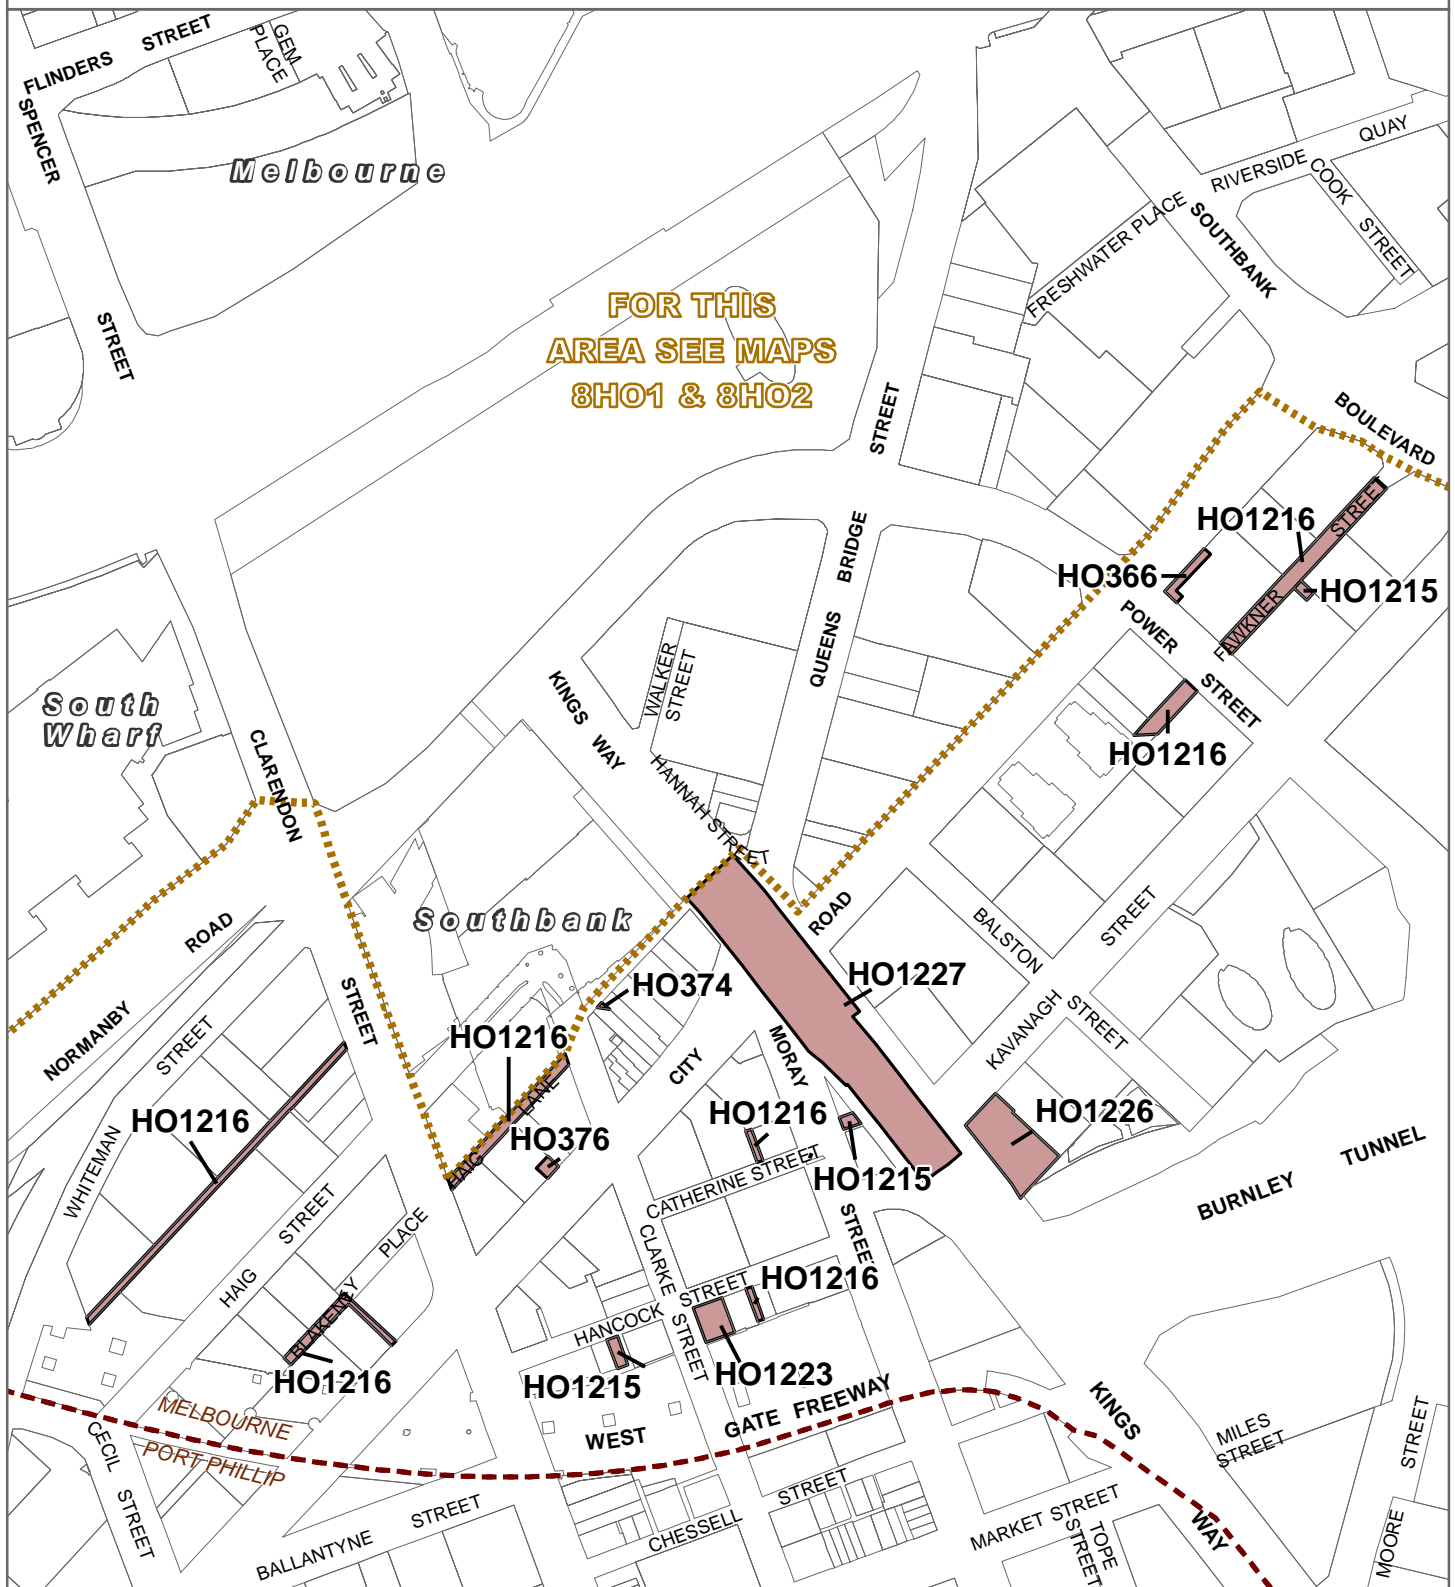 FLINDERS STREET
GEM
PLACE
SPENCER
STREET
Melbourne
RIVERSIDE QUAY
COOK
STREET
FRESHWATER PLACE
SOUTHBANK
BOULEVARD
FOR THIS
AREA SEE MAPS
8HO1 & 8HO2
QUEENS BRIDGE STREET
HO1216
FAWKNER STREE
HO366
HO1215
POWER STREET
HO1216
South
Wharf
CLARENDON
STREET
KINGS WAY
WALKER
STREET
HANNAH STREET
Southbank
NORMANBY ROAD
CITY ROAD
BALSTON
STREET
KAVANAGH STREET
HO374
HO1227
HO1216
HAIG LANE
HO376
WHITEMAN STREET
HO1216
MORAY
STREET
HO1216
CATHERINE STREET
HO1215
HO1226
BURNLEY TUNNEL
HAIG STREET
BLAKENEY PLACE
HO1216
CLARKE
STREET
HANCOCK STREET
HO1216
HO1215
HO1223
WEST GATE FREEWAY
MELBOURNE
PORT PHILLIP
CECIL STREET
BALLANTYNE STREET
CHESSELL STREET
MARKET STREET
TOPE
STREET
KINGS WAY
MILES
STREET
MOORE STREET